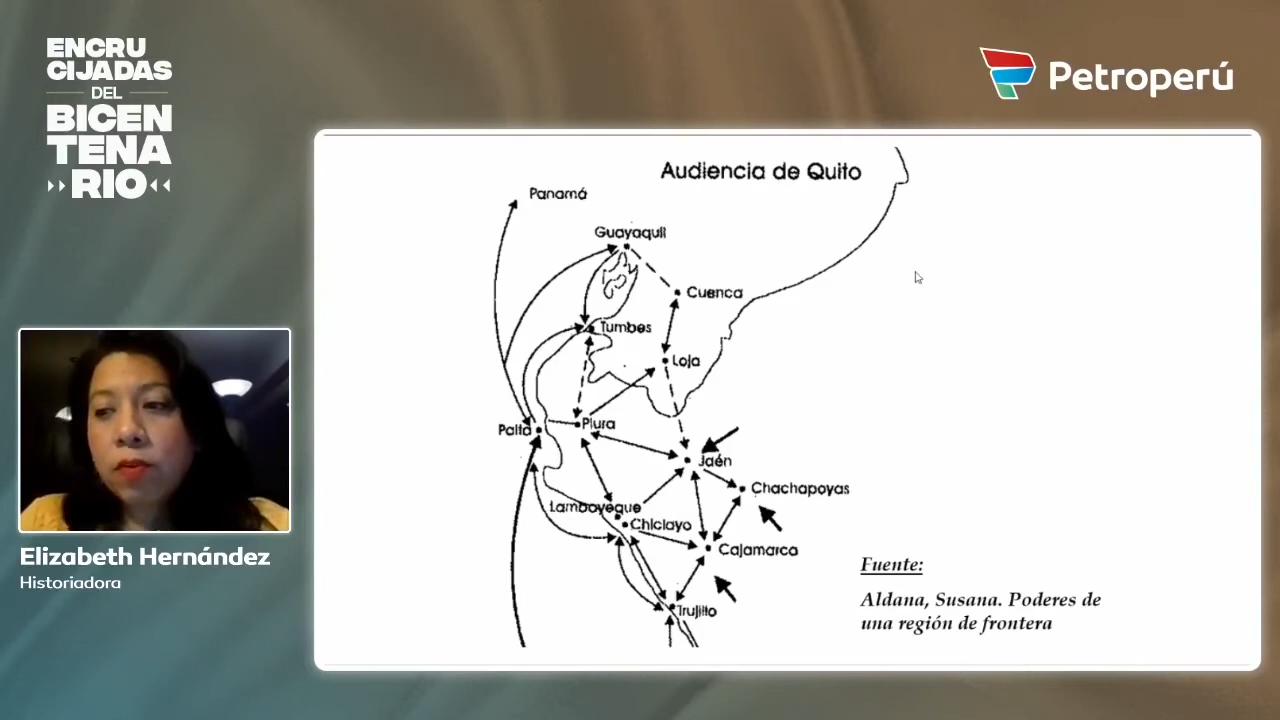 ENCRU
CIJADAS
DEL
BICEN
TENA
RIO
Petroperú
Audiencia de Quito
Panamá
Guayaquil
Cuenca
Tumbes
Loja
Paita
Piura
Jaén
Chachapoyas
Lambayeque
Chiclayo
Cajamarca
Trujillo
Fuente:
Aldana, Susana. Poderes de
una región de frontera
Elizabeth Hernández
Historiadora